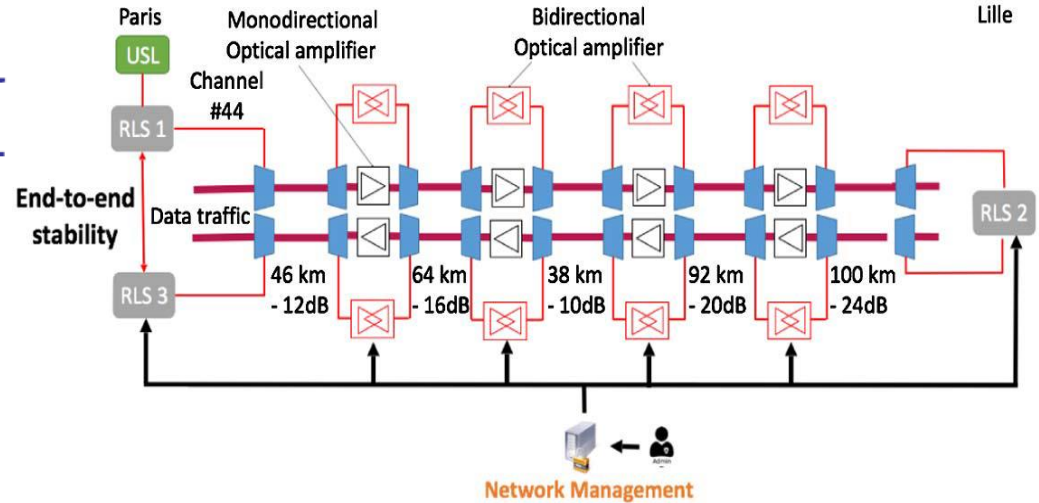 Paris
Monodirectional
Optical amplifier
Bidirectional
Optical amplifier
Lille
USL
Channel
#44
RLS 1
End-to-end
stability
Data traffic
RLS 2
RLS 3
46 km
- 12dB
64 km
- 16dB
38 km
- 10dB
92 km
- 20dB
100 km
- 24dB
Admin
Network Management